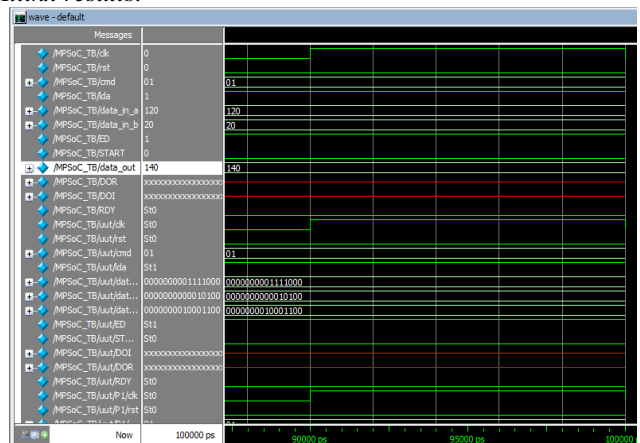 wave - default
Messages
/MPSoC_TB/clk 0
/MPSoC_TB/rst 0
/MPSoC_TB/cmd 01 01
/MPSoC_TB/lda 1
/MPSoC_TB/data_in_a 120 120
/MPSoC_TB/data_in_b 20 20
/MPSoC_TB/ED 1
/MPSoC_TB/START 0
/MPSoC_TB/data_out 140 140
/MPSoC_TB/DOR xxxxxxxxxxxxxxxxx
/MPSoC_TB/DOI xxxxxxxxxxxxxxxxx
/MPSoC_TB/RDY St0
/MPSoC_TB/uut/clk St0
/MPSoC_TB/uut/rst St0
/MPSoC_TB/uut/cmd 01 01
/MPSoC_TB/uut/lda St1
/MPSoC_TB/uut/dat... 0000000001111000 0000000001111000
/MPSoC_TB/uut/dat... 0000000000010100 0000000000010100
/MPSoC_TB/uut/dat... 0000000010001100 0000000010001100
/MPSoC_TB/uut/ED St1
/MPSoC_TB/uut/ST... St0
/MPSoC_TB/uut/DOI xxxxxxxxxxxxxxxxx
/MPSoC_TB/uut/DOR xxxxxxxxxxxxxxxxx
/MPSoC_TB/uut/RDY St0
/MPSoC_TB/uut/P1/clk St0
/MPSoC_TB/uut/P1/rst St0
Now 100000 ps 90000 ps 95000 ps 100000